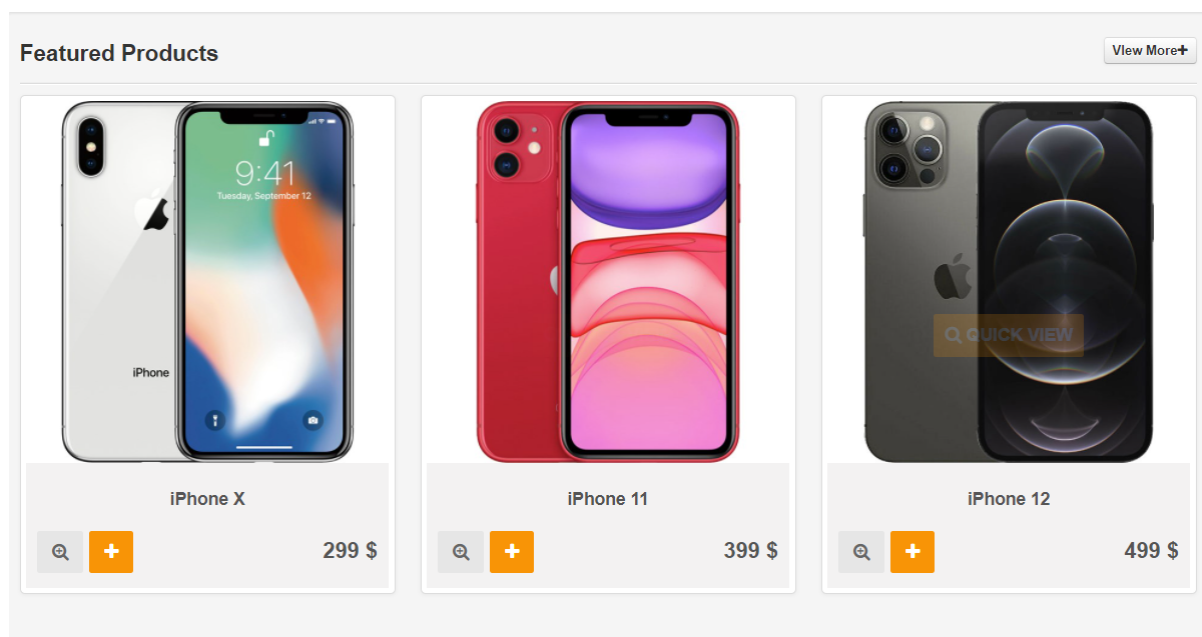 Featured Products
VIew More+
9:41
Tuesday, September 12
iPhone
QUICK VIEW
iPhone X
iPhone 11
iPhone 12
299 $
399 $
499 $